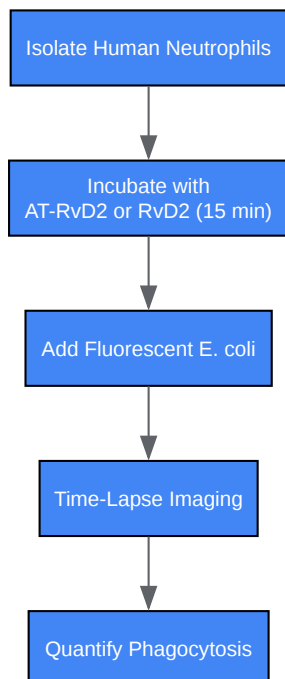 Isolate Human Neutrophils
Incubate with
AT-RvD2 or RvD2 (15 min)
Add Fluorescent E. coli
Time-Lapse Imaging
Quantify Phagocytosis